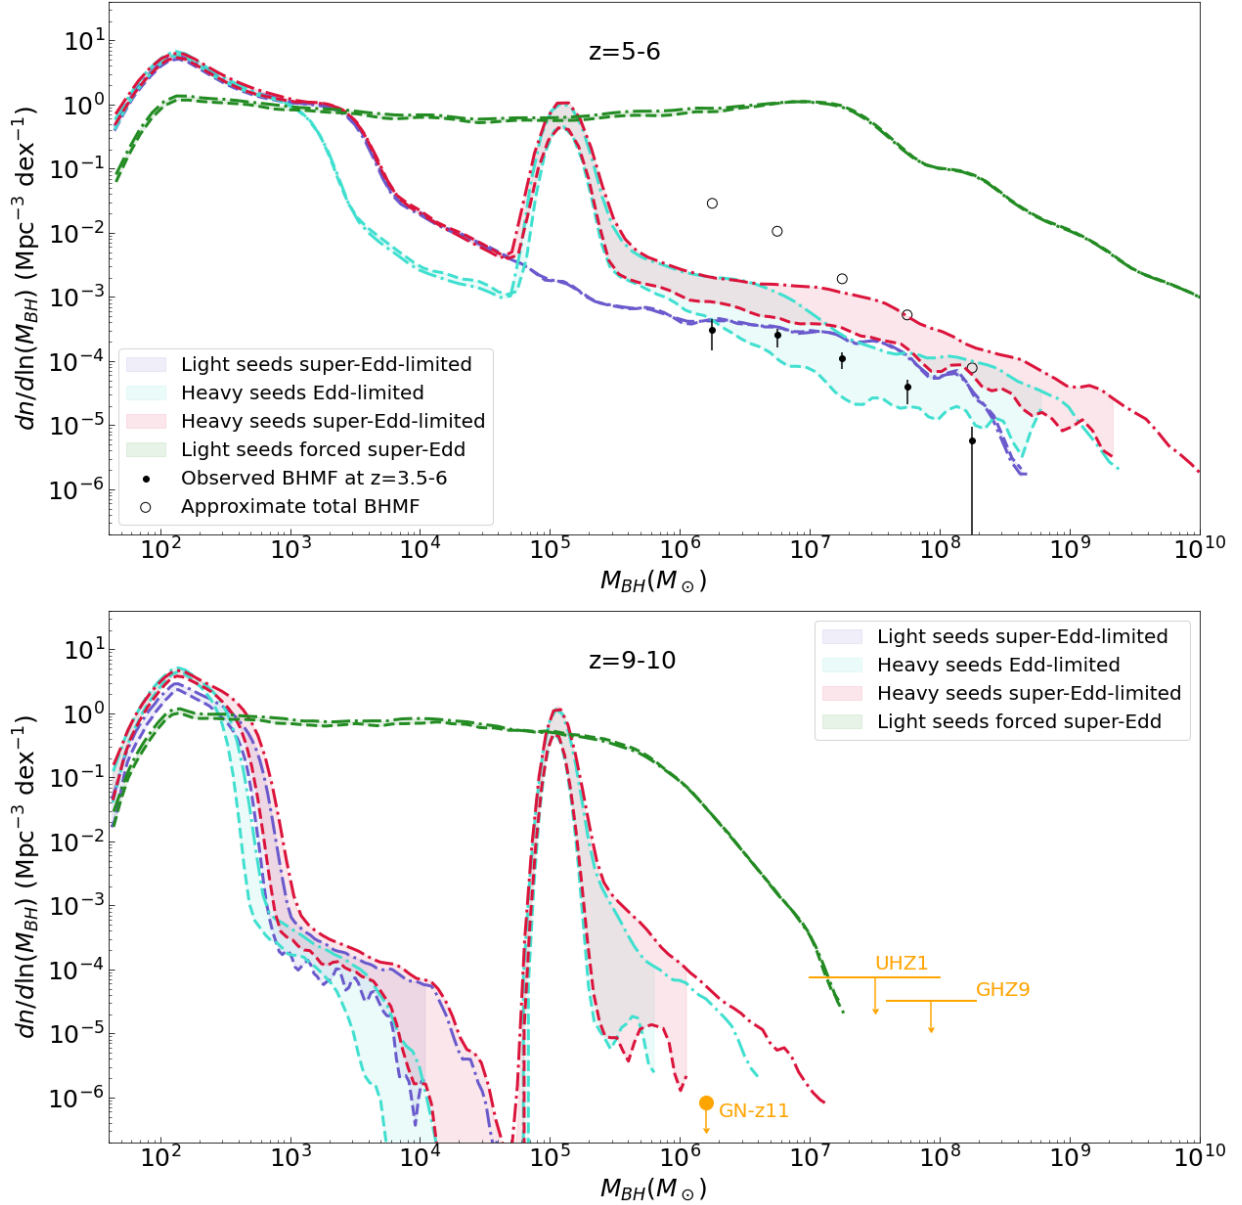 z=5-6
10^1
10^0
10^-1
10^-2
10^-3
10^-4
10^-5
10^-6
dn/dln(M_BH) (Mpc^-3 dex^-1)
Light seeds super-Edd-limited
Heavy seeds Edd-limited
Heavy seeds super-Edd-limited
Light seeds forced super-Edd
Observed BHMF at z=3.5-6
Approximate total BHMF
10^2 10^3 10^4 10^5 10^6 10^7 10^8 10^9 10^10
M_BH(M_⊙)
z=9-10
10^1
10^0
10^-1
10^-2
10^-3
10^-4
10^-5
10^-6
dn/dln(M_BH) (Mpc^-3 dex^-1)
Light seeds super-Edd-limited
Heavy seeds Edd-limited
Heavy seeds super-Edd-limited
Light seeds forced super-Edd
UHZ1
GHZ9
GN-z11
10^2 10^3 10^4 10^5 10^6 10^7 10^8 10^9 10^10
M_BH(M_⊙)